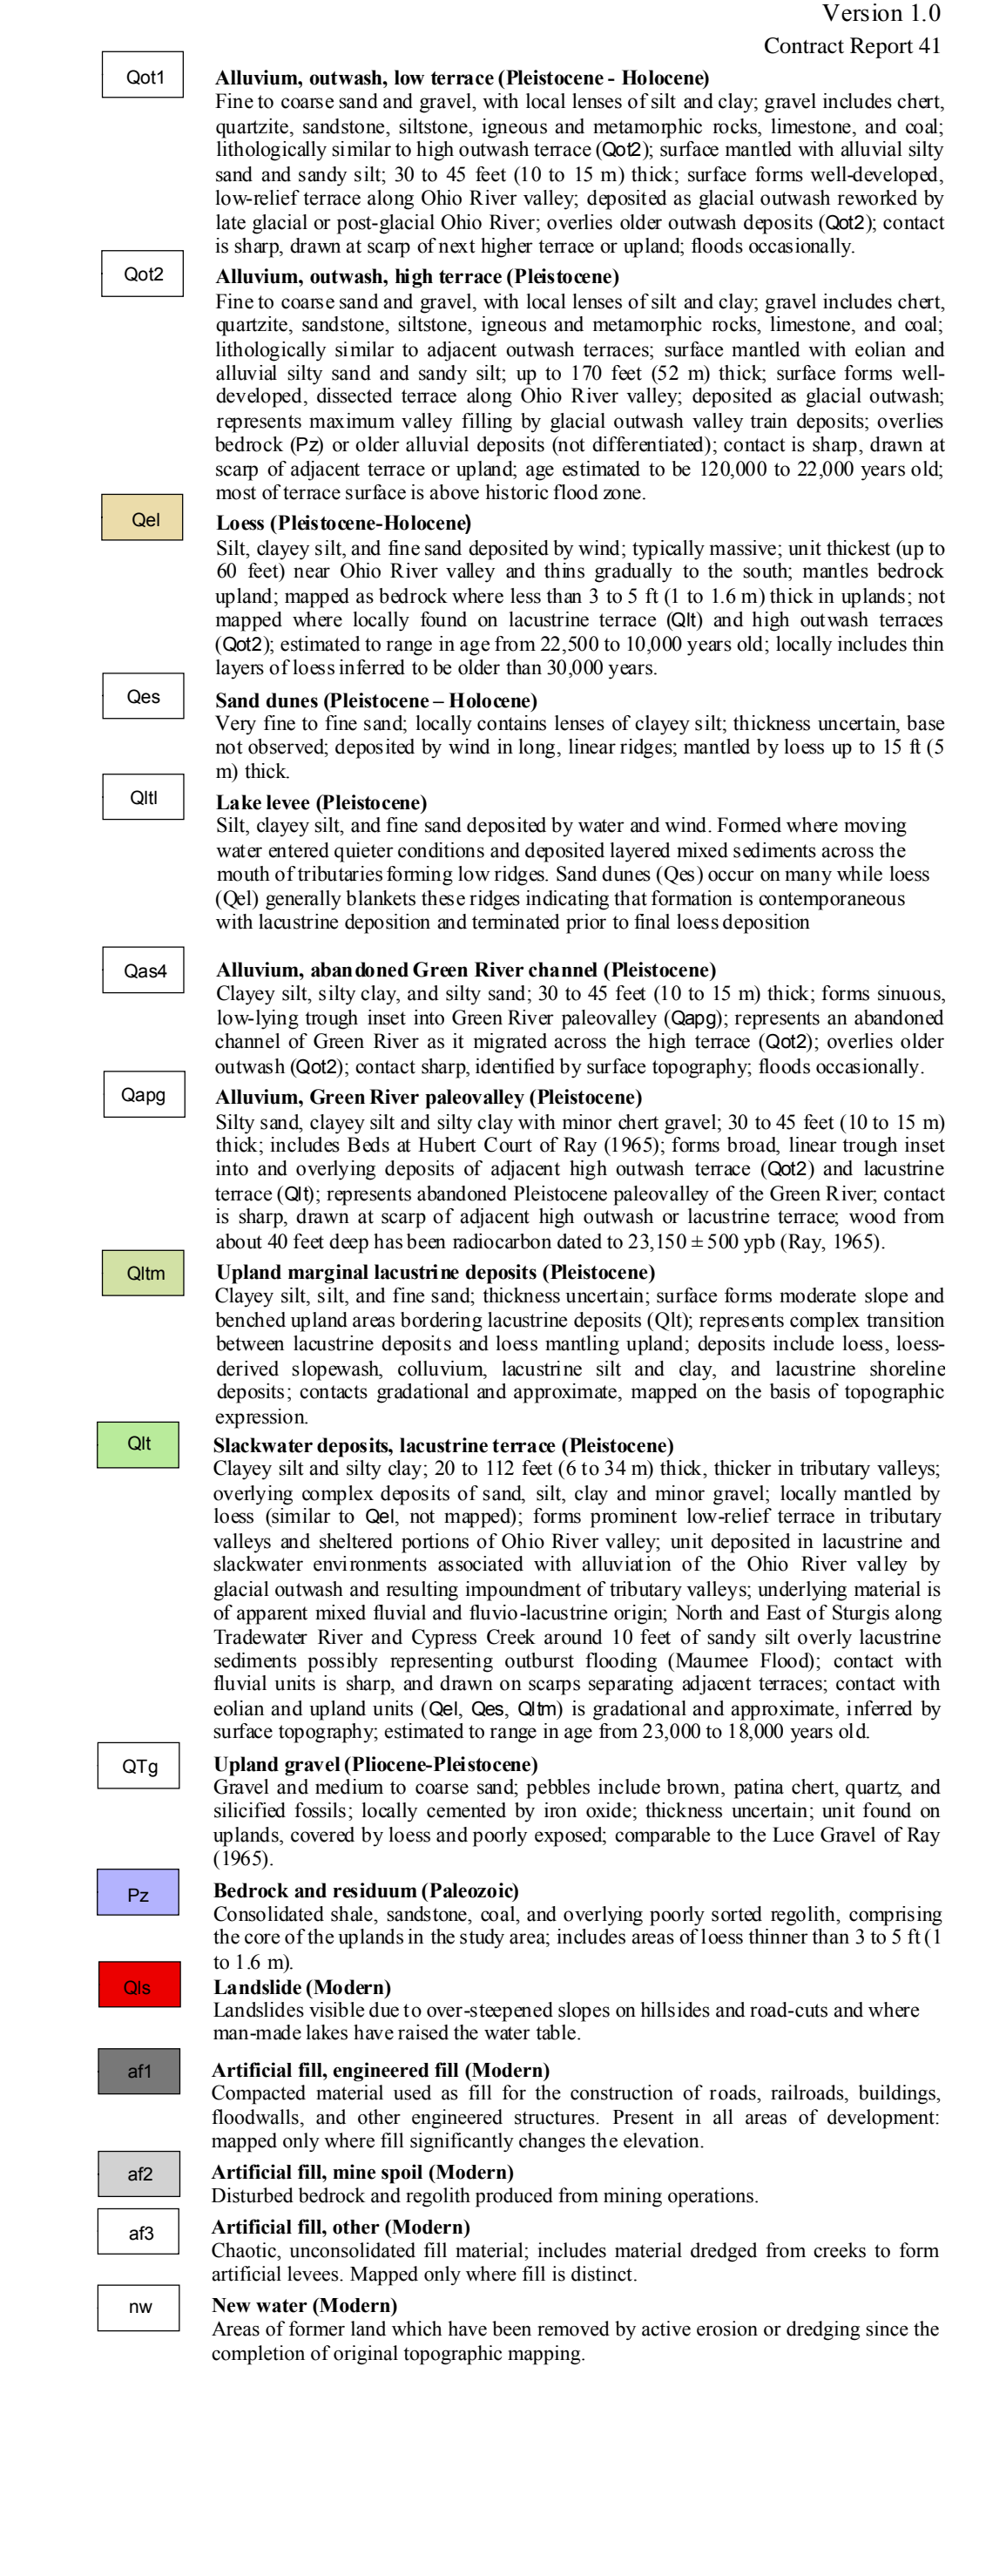 Version 1.0
Contract Report 41
Qot1
Alluvium, outwash, low terrace (Pleistocene - Holocene)
Fine to coarse sand and gravel, with local lenses of silt and clay; gravel includes chert,
quartzite, sandstone, siltstone, igneous and metamorphic rocks, limestone, and coal;
lithologically similar to high outwash terrace (Qot2); surface mantled with alluvial silty
sand and sandy silt; 30 to 45 feet (10 to 15 m) thick; surface forms well-developed,
low-relief terrace along Ohio River valley; deposited as glacial outwash reworked by
late glacial or post-glacial Ohio River; overlies older outwash deposits (Qot2); contact
is sharp, drawn at scarp of next higher terrace or upland; floods occasionally.
Qot2
Alluvium, outwash, high terrace (Pleistocene)
Fine to coarse sand and gravel, with local lenses of silt and clay; gravel includes chert,
quartzite, sandstone, siltstone, igneous and metamorphic rocks, limestone, and coal;
lithologically similar to adjacent outwash terraces; surface mantled with eolian and
alluvial silty sand and sandy silt; up to 170 feet (52 m) thick; surface forms well-
developed, dissected terrace along Ohio River valley; deposited as glacial outwash;
represents maximum valley filling by glacial outwash valley train deposits; overlies
bedrock (Pz) or older alluvial deposits (not differentiated); contact is sharp, drawn at
scarp of adjacent terrace or upland; age estimated to be 120,000 to 22,000 years old;
most of terrace surface is above historic flood zone.
Qel
Loess (Pleistocene-Holocene)
Silt, clayey silt, and fine sand deposited by wind; typically massive; unit thickest (up to
60 feet) near Ohio River valley and thins gradually to the south; mantles bedrock
upland; mapped as bedrock where less than 3 to 5 ft (1 to 1.6 m) thick in uplands; not
mapped where locally found on lacustrine terrace (Qlt) and high outwash terraces
(Qot2); estimated to range in age from 22,500 to 10,000 years old; locally includes thin
layers of loess inferred to be older than 30,000 years.
Qes
Sand dunes (Pleistocene – Holocene)
Very fine to fine sand; locally contains lenses of clayey silt; thickness uncertain, base
not observed; deposited by wind in long, linear ridges; mantled by loess up to 15 ft (5
m) thick.
Qltl
Lake levee (Pleistocene)
Silt, clayey silt, and fine sand deposited by water and wind. Formed where moving
water entered quieter conditions and deposited layered mixed sediments across the
mouth of tributaries forming low ridges. Sand dunes (Qes) occur on many while loess
(Qel) generally blankets these ridges indicating that formation is contemporaneous
with lacustrine deposition and terminated prior to final loess deposition
Qas4
Alluvium, abandoned Green River channel (Pleistocene)
Clayey silt, silty clay, and silty sand; 30 to 45 feet (10 to 15 m) thick; forms sinuous,
low-lying trough inset into Green River paleovalley (Qapg); represents an abandoned
channel of Green River as it migrated across the high terrace (Qot2); overlies older
outwash (Qot2); contact sharp, identified by surface topography; floods occasionally.
Qapg
Alluvium, Green River paleovalley (Pleistocene)
Silty sand, clayey silt and silty clay with minor chert gravel; 30 to 45 feet (10 to 15 m)
thick; includes Beds at Hubert Court of Ray (1965); forms broad, linear trough inset
into and overlying deposits of adjacent high outwash terrace (Qot2) and lacustrine
terrace (Qlt); represents abandoned Pleistocene paleovalley of the Green River; contact
is sharp, drawn at scarp of adjacent high outwash or lacustrine terrace; wood from
about 40 feet deep has been radiocarbon dated to 23,150 ± 500 ypb (Ray, 1965).
Qltm
Upland marginal lacustrine deposits (Pleistocene)
Clayey silt, silt, and fine sand; thickness uncertain; surface forms moderate slope and
benched upland areas bordering lacustrine deposits (Qlt); represents complex transition
between lacustrine deposits and loess mantling upland; deposits include loess, loess-
derived slopewash, colluvium, lacustrine silt and clay, and lacustrine shoreline
deposits; contacts gradational and approximate, mapped on the basis of topographic
expression.
Qlt
Slackwater deposits, lacustrine terrace (Pleistocene)
Clayey silt and silty clay; 20 to 112 feet (6 to 34 m) thick, thicker in tributary valleys;
overlying complex deposits of sand, silt, clay and minor gravel; locally mantled by
loess (similar to Qel, not mapped); forms prominent low-relief terrace in tributary
valleys and sheltered portions of Ohio River valley; unit deposited in lacustrine and
slackwater environments associated with alluviation of the Ohio River valley by
glacial outwash and resulting impoundment of tributary valleys; underlying material is
of apparent mixed fluvial and fluvio-lacustrine origin; North and East of Sturgis along
Tradewater River and Cypress Creek around 10 feet of sandy silt overly lacustrine
sediments possibly representing outburst flooding (Maumee Flood); contact with
fluvial units is sharp, and drawn on scarps separating adjacent terraces; contact with
eolian and upland units (Qel, Qes, Qltm) is gradational and approximate, inferred by
surface topography; estimated to range in age from 23,000 to 18,000 years old.
QTg
Upland gravel (Pliocene-Pleistocene)
Gravel and medium to coarse sand; pebbles include brown, patina chert, quartz, and
silicified fossils; locally cemented by iron oxide; thickness uncertain; unit found on
uplands, covered by loess and poorly exposed; comparable to the Luce Gravel of Ray
(1965).
Pz
Bedrock and residuum (Paleozoic)
Consolidated shale, sandstone, coal, and overlying poorly sorted regolith, comprising
the core of the uplands in the study area; includes areas of loess thinner than 3 to 5 ft (1
to 1.6 m).
Qls
Landslide (Modern)
Landslides visible due to over-steepened slopes on hillsides and road-cuts and where
man-made lakes have raised the water table.
af1
Artificial fill, engineered fill (Modern)
Compacted material used as fill for the construction of roads, railroads, buildings,
floodwalls, and other engineered structures. Present in all areas of development:
mapped only where fill significantly changes the elevation.
af2
Artificial fill, mine spoil (Modern)
Disturbed bedrock and regolith produced from mining operations.
af3
Artificial fill, other (Modern)
Chaotic, unconsolidated fill material; includes material dredged from creeks to form
artificial levees. Mapped only where fill is distinct.
nw
New water (Modern)
Areas of former land which have been removed by active erosion or dredging since the
completion of original topographic mapping.